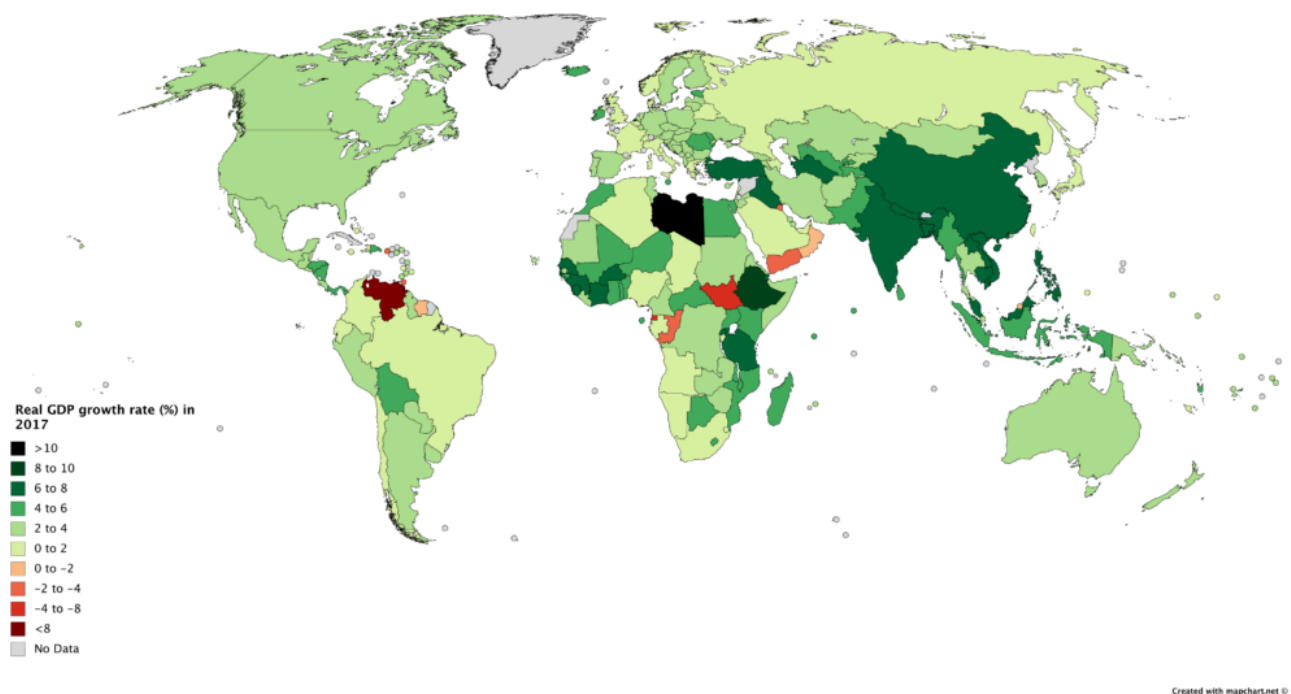 Real GDP growth rate (%) in
2017
>10
8 to 10
6 to 8
4 to 6
2 to 4
0 to 2
0 to -2
-2 to -4
-4 to -8
<8
No Data
Created with mapchart.net ©